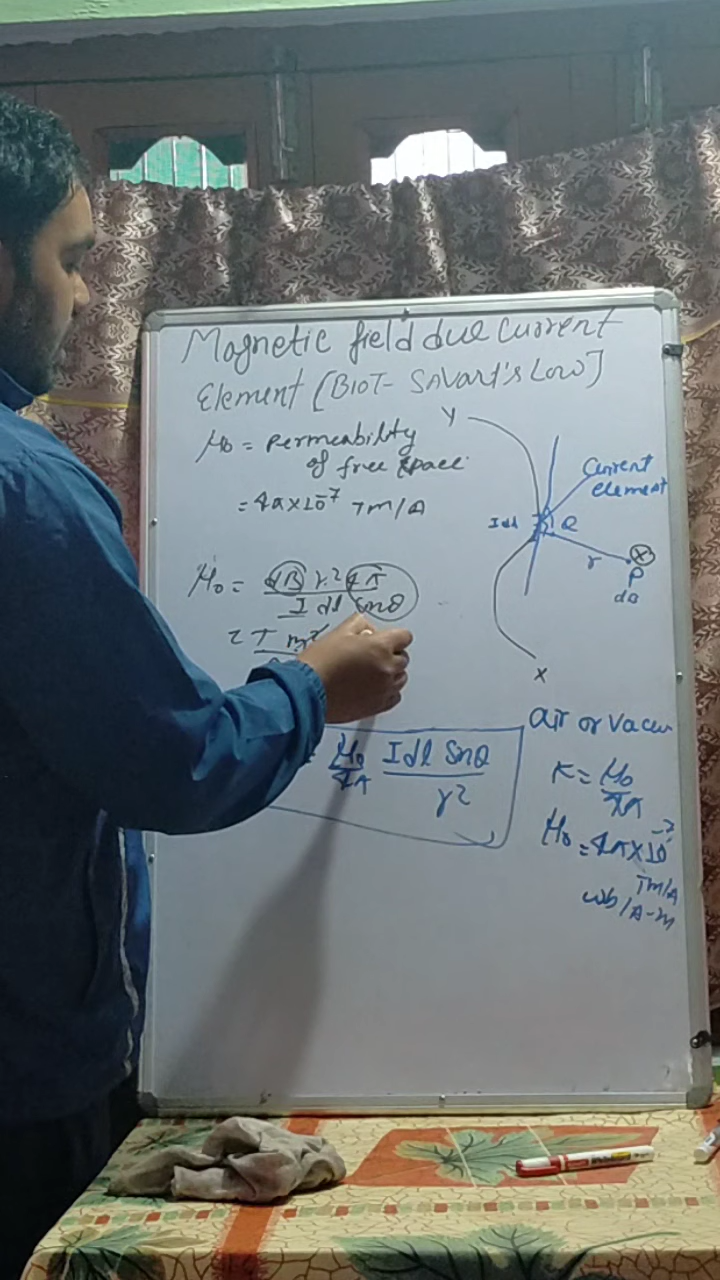 Magnetic field due Current
Element [BIOT- SAVart's Law]
μ0 = permeability
of free space
= 4π×10⁻⁷ Tm/A
μ0 = dB r² 4π
I dl sinθ
= T m²
= μ0 Idl Sinθ
4π r²
Y
Current
element
Idl
θ
r
P
dB
X
air or Vacuu
K = μ0
4π
μ0 = 4π×10⁻⁷
Tm/A
wb/A-m